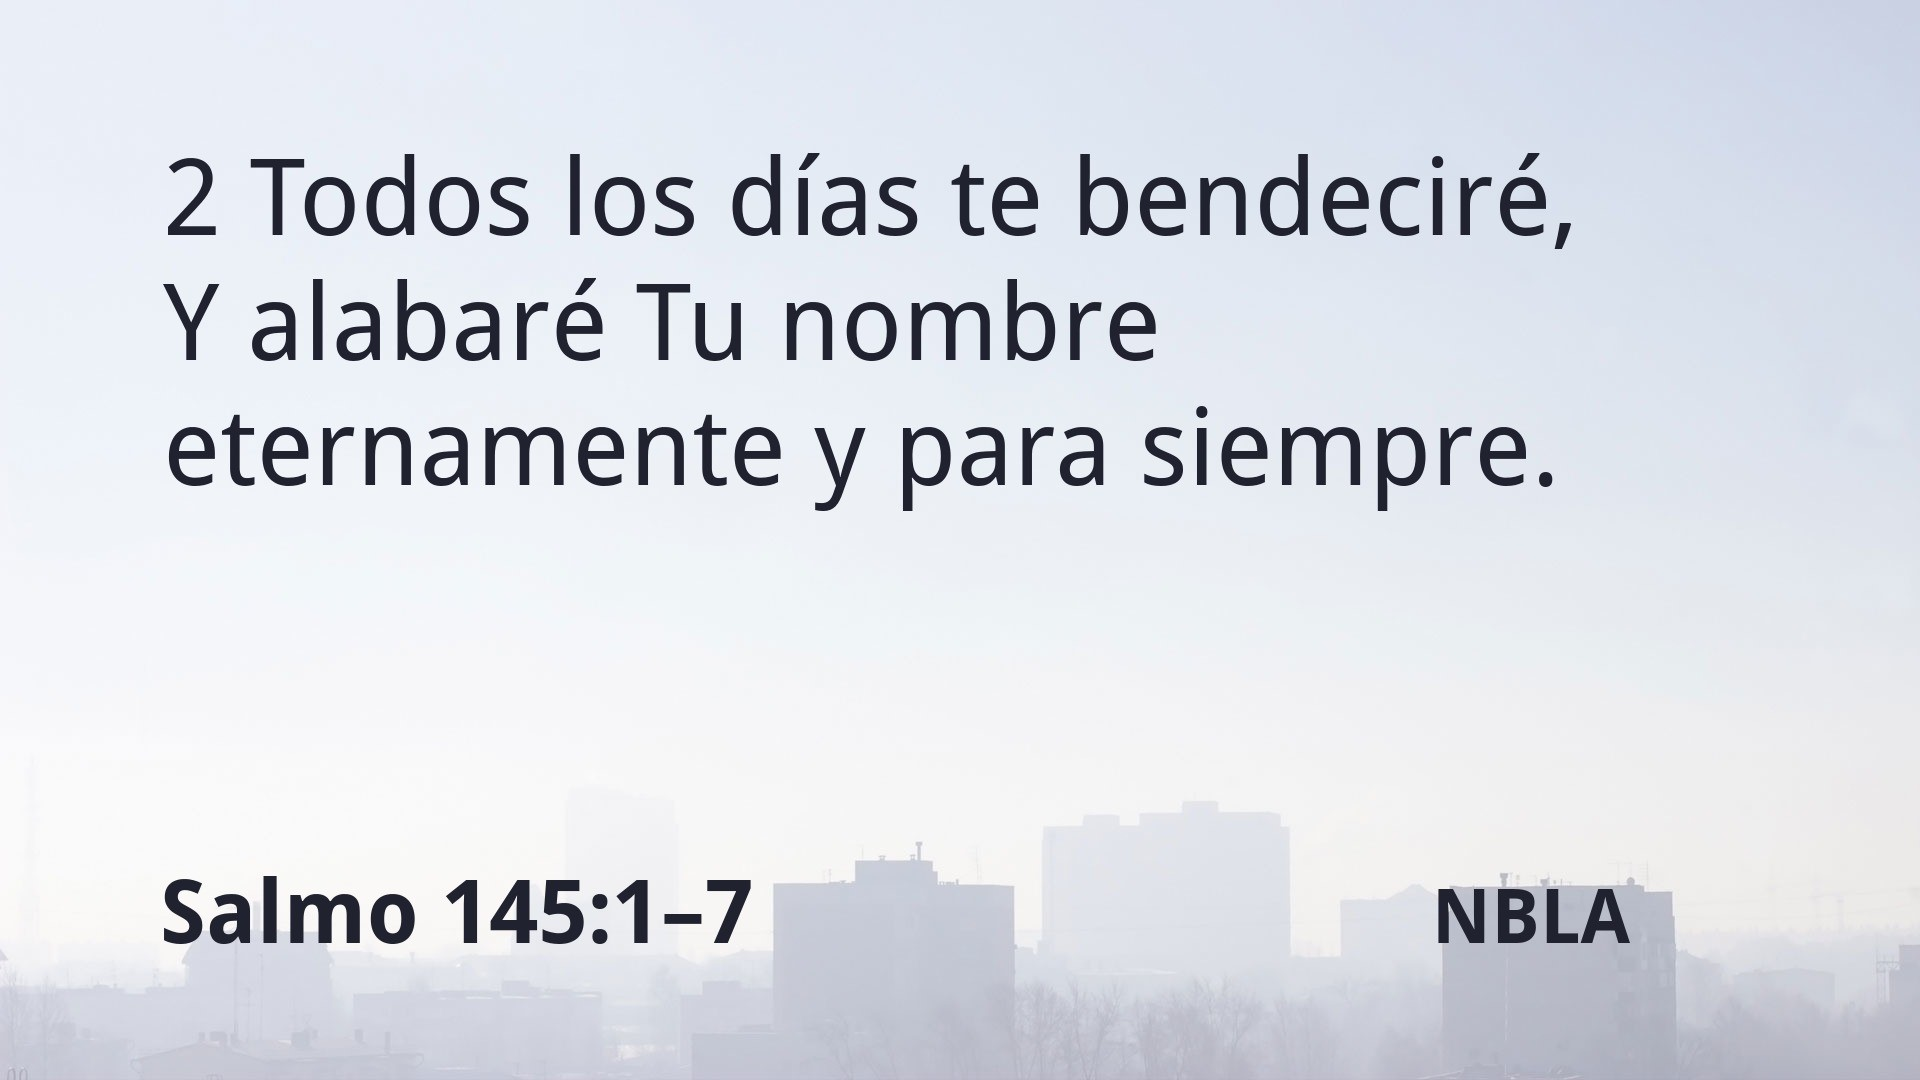 2 Todos los días te bendeciré,
Y alabaré Tu nombre
eternamente y para siempre.
Salmo 145:1–7
NBLA